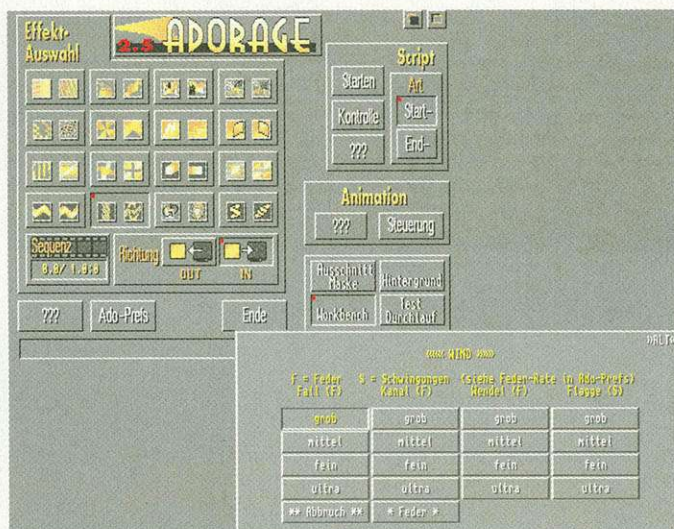 Effekt-
Auswahl
2.5 ADORAGE
Script
Starten
Art
Kontrolle
Start-
???
End-
Animation
???
Steuerung
Sequenz
0.0/ 1.0:0
Richtung
OUT
IN
Ausschnitt
Maske
Hintergrund
Workbench
Test
Durchlauf
???
Ado-Prefs
Ende
»ALT«
««« WIND »»»
F = Feder S = Schwingungen (siehe Feder-Rate in Ado-Prefs)
Fall (F) Kanal (F) Wendel (F) Flagge (S)
grob grob grob grob
mittel mittel mittel mittel
fein fein fein fein
ultra ultra ultra ultra
** Abbruch ** * Feder *